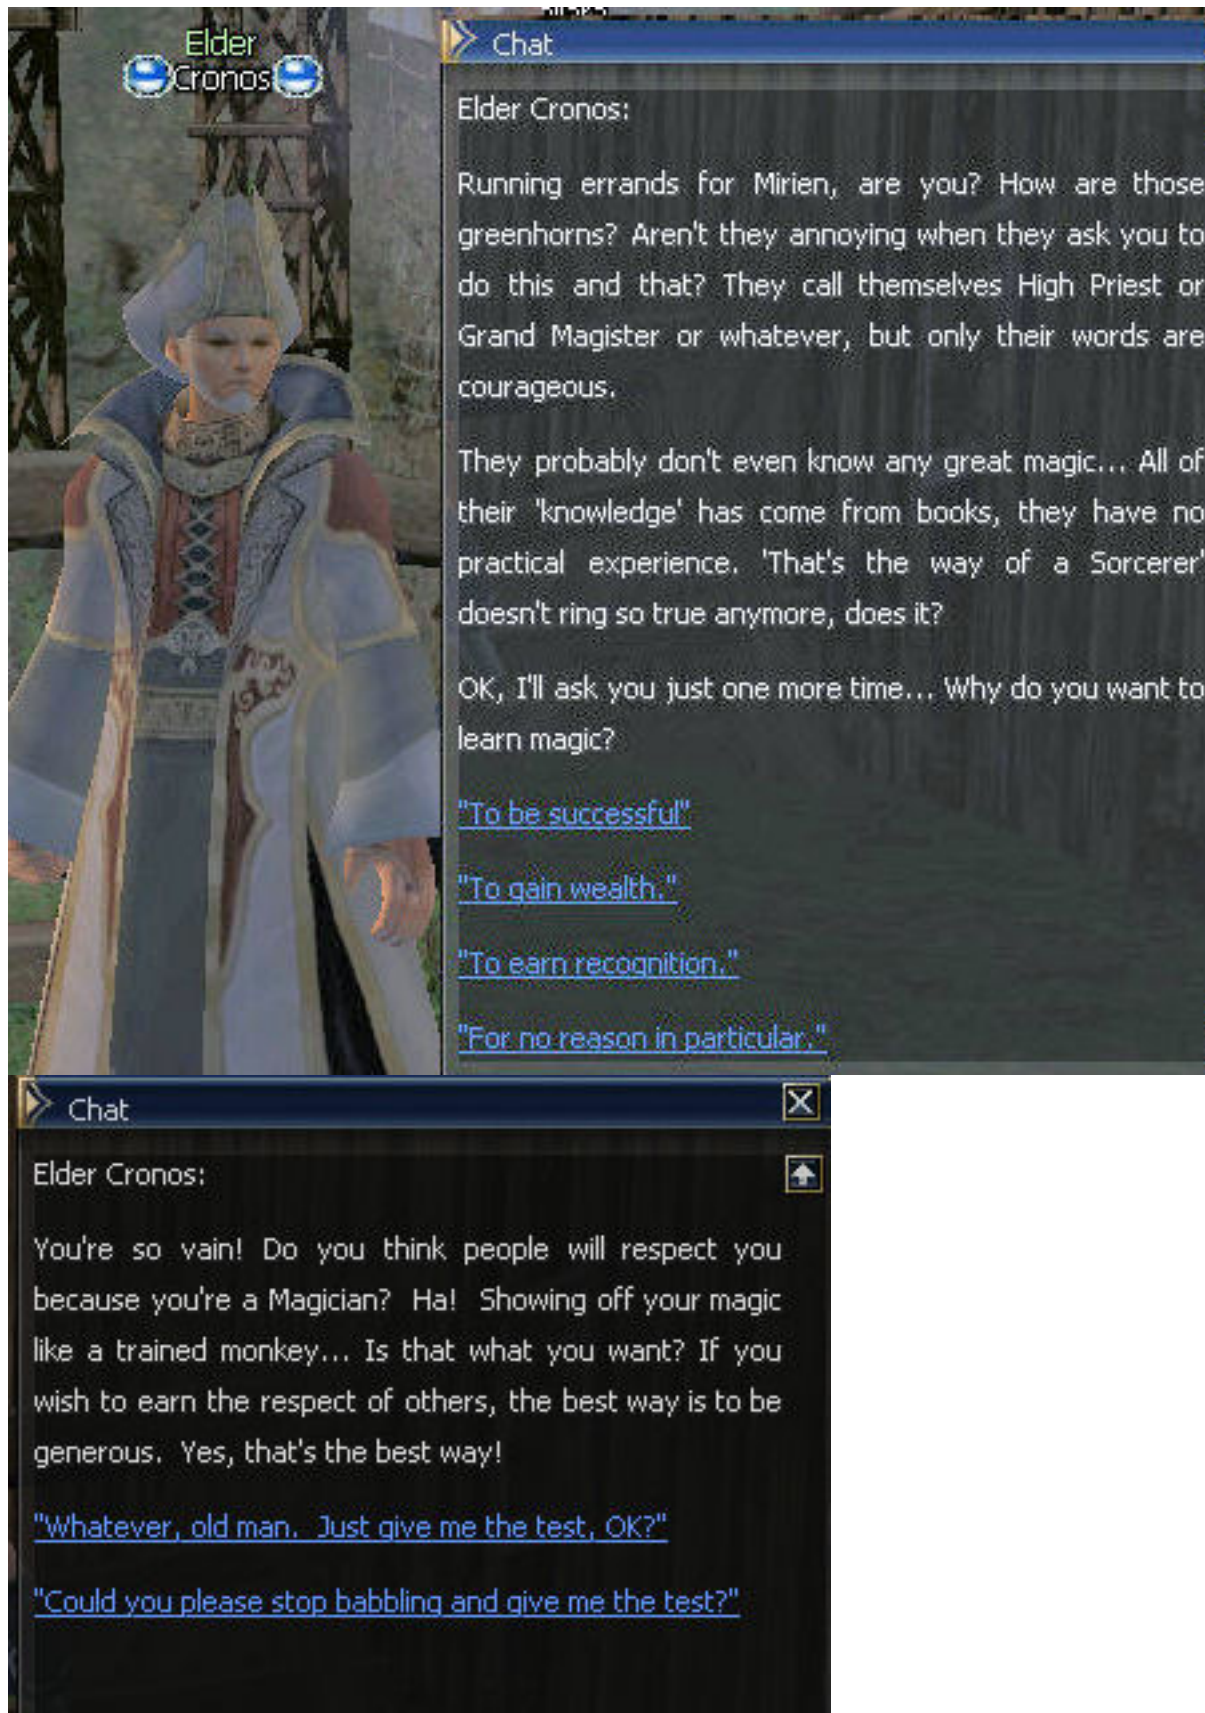 Elder
Cronos
Chat
Elder Cronos:
Running errands for Mirien, are you? How are those
greenhorns? Aren't they annoying when they ask you to
do this and that? They call themselves High Priest or
Grand Magister or whatever, but only their words are
courageous.
They probably don't even know any great magic... All of
their 'knowledge' has come from books, they have no
practical experience. 'That's the way of a Sorcerer'
doesn't ring so true anymore, does it?
OK, I'll ask you just one more time... Why do you want to
learn magic?
"To be successful"
"To gain wealth."
"To earn recognition."
"For no reason in particular."
Chat
Elder Cronos:
You're so vain! Do you think people will respect you
because you're a Magician? Ha! Showing off your magic
like a trained monkey... Is that what you want? If you
wish to earn the respect of others, the best way is to be
generous. Yes, that's the best way!
"Whatever, old man. Just give me the test, OK?"
"Could you please stop babbling and give me the test?"